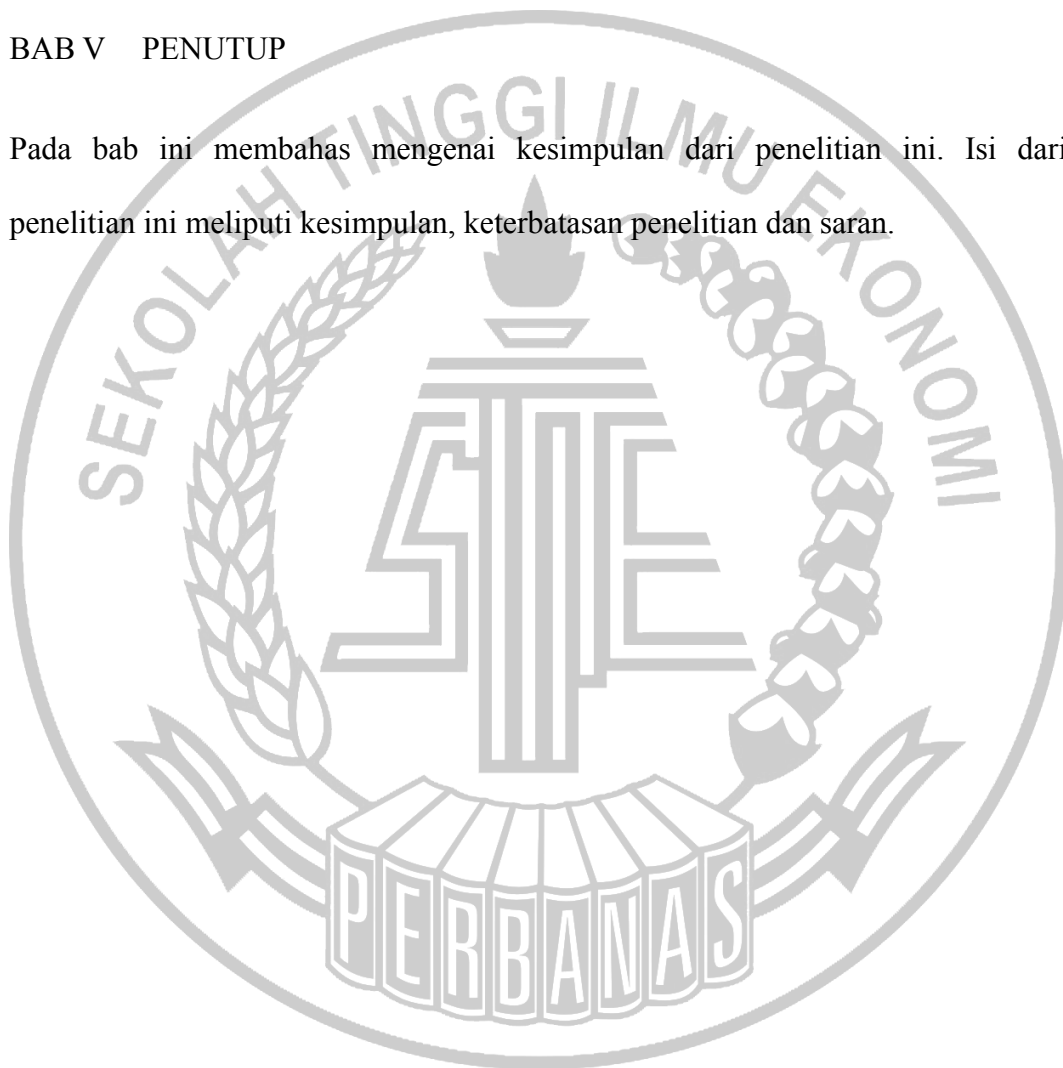 BAB V PENUTUP
Pada bab ini membahas mengenai kesimpulan dari penelitian ini. Isi dari
penelitian ini meliputi kesimpulan, keterbatasan penelitian dan saran.
SEKOLAH TINGGI ILMU EKONOMI
STIE
PERBANAS